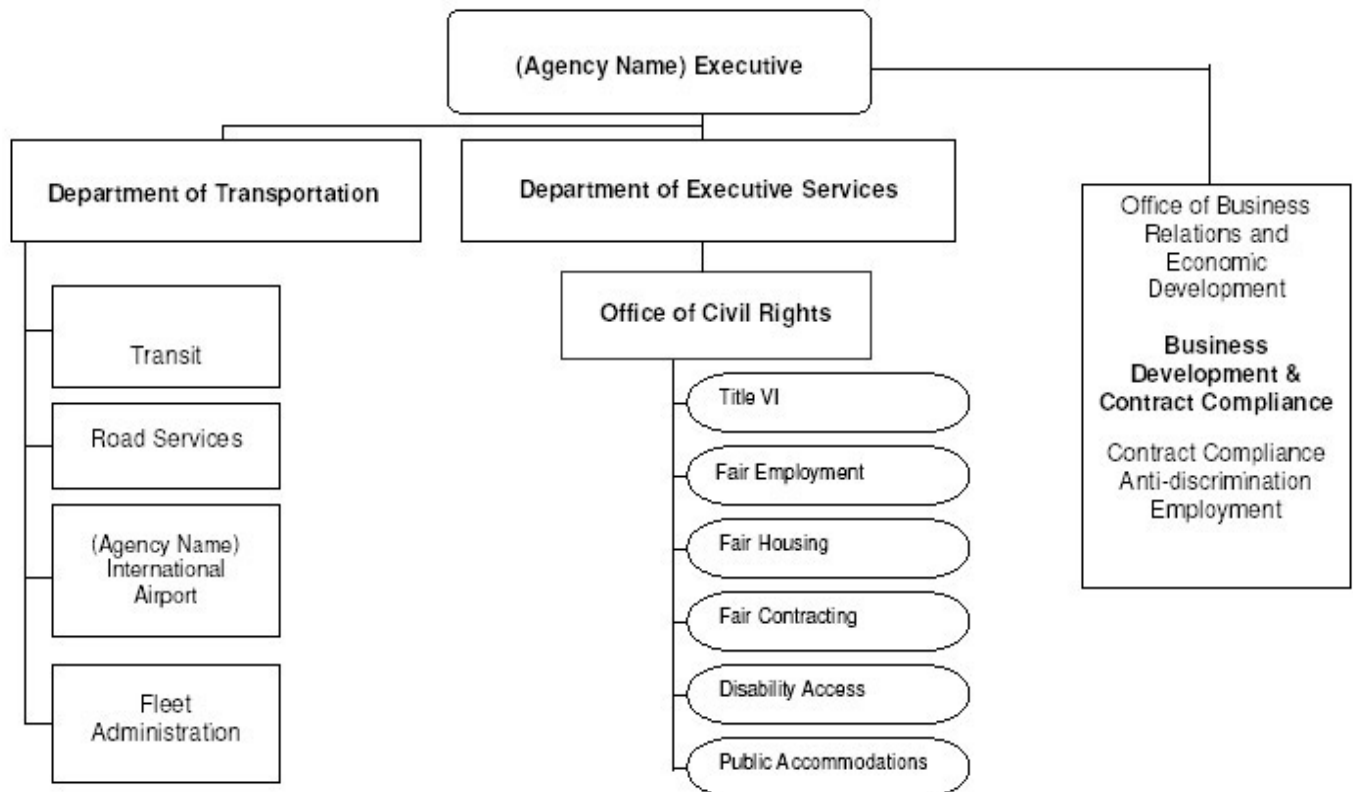 (Agency Name) Executive
Department of Transportation
Department of Executive Services
Office of Business
Relations and
Economic
Development
Business
Development &
Contract Compliance
Contract Compliance
Anti-discrimination
Employment
Office of Civil Rights
Transit
Road Services
(Agency Name)
International
Airport
Fleet
Administration
Title VI
Fair Employment
Fair Housing
Fair Contracting
Disability Access
Public Accommodations